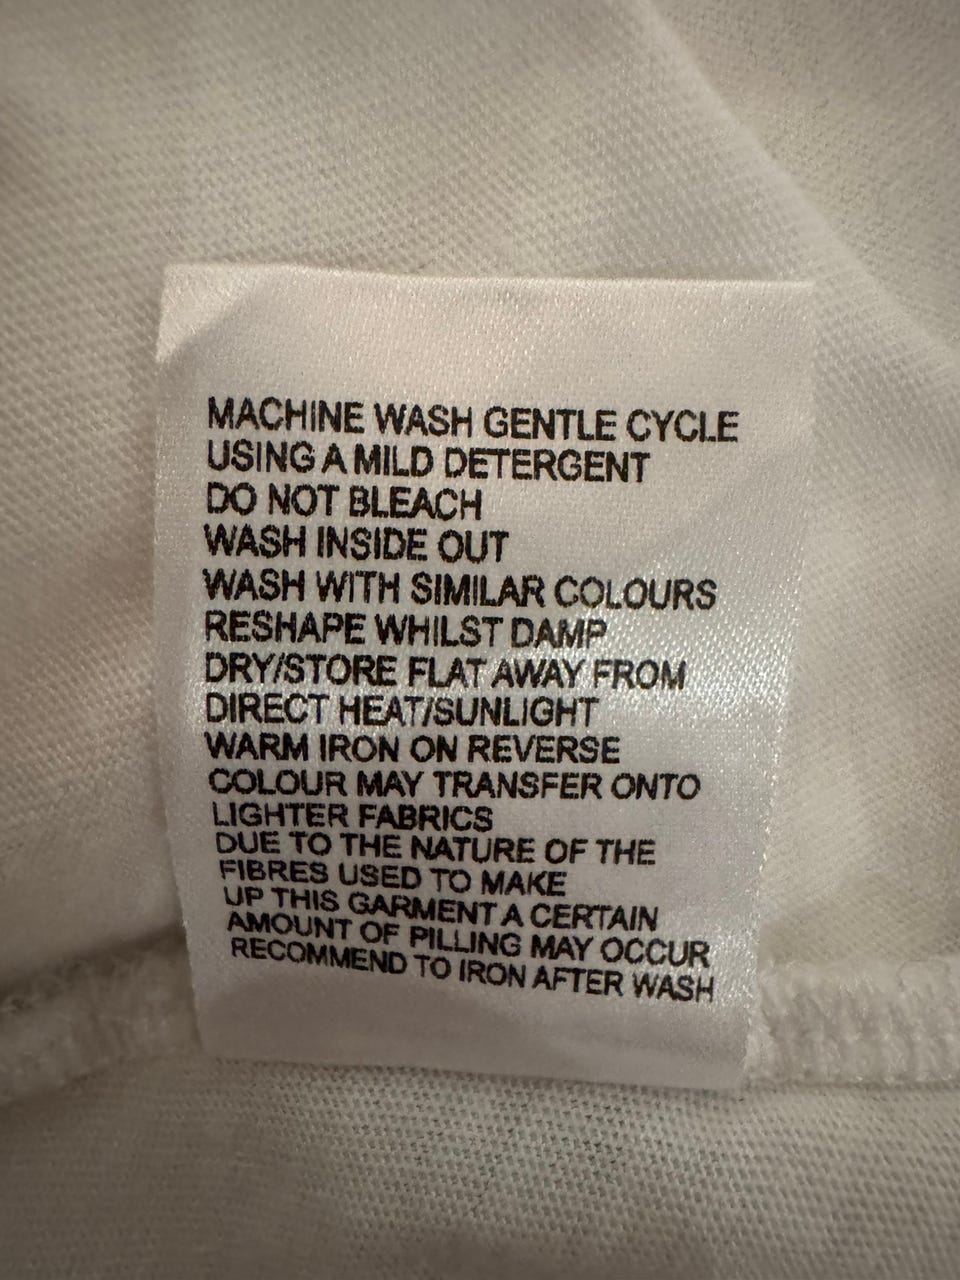 MACHINE WASH GENTLE CYCLE
USING A MILD DETERGENT
DO NOT BLEACH
WASH INSIDE OUT
WASH WITH SIMILAR COLOURS
RESHAPE WHILST DAMP
DRY/STORE FLAT AWAY FROM
DIRECT HEAT/SUNLIGHT
WARM IRON ON REVERSE
COLOUR MAY TRANSFER ONTO
LIGHTER FABRICS
DUE TO THE NATURE OF THE
FIBRES USED TO MAKE
UP THIS GARMENT A CERTAIN
AMOUNT OF PILLING MAY OCCUR
RECOMMEND TO IRON AFTER WASH